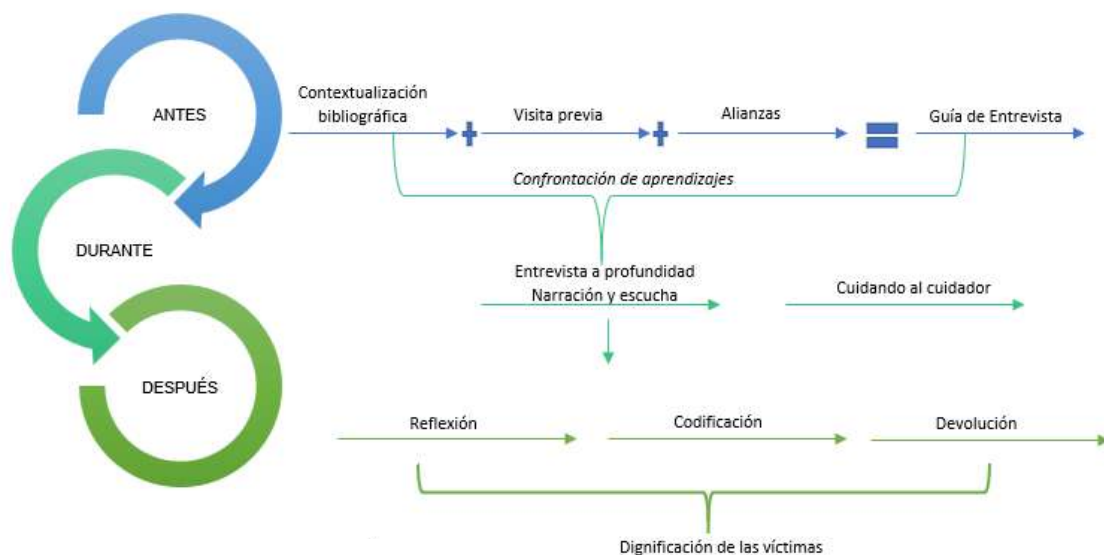 ANTES
Contextualización
bibliográfica
Visita previa
Alianzas
Guía de Entrevista
Confrontación de aprendizajes
DURANTE
Entrevista a profundidad
Narración y escucha
Cuidando al cuidador
DESPUÉS
Reflexión
Codificación
Devolución
Dignificación de las víctimas